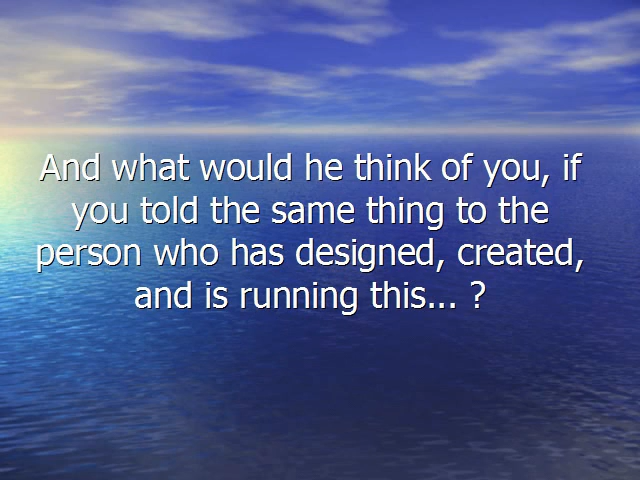 And what would he think of you, if
you told the same thing to the
person who has designed, created,
and is running this... ?